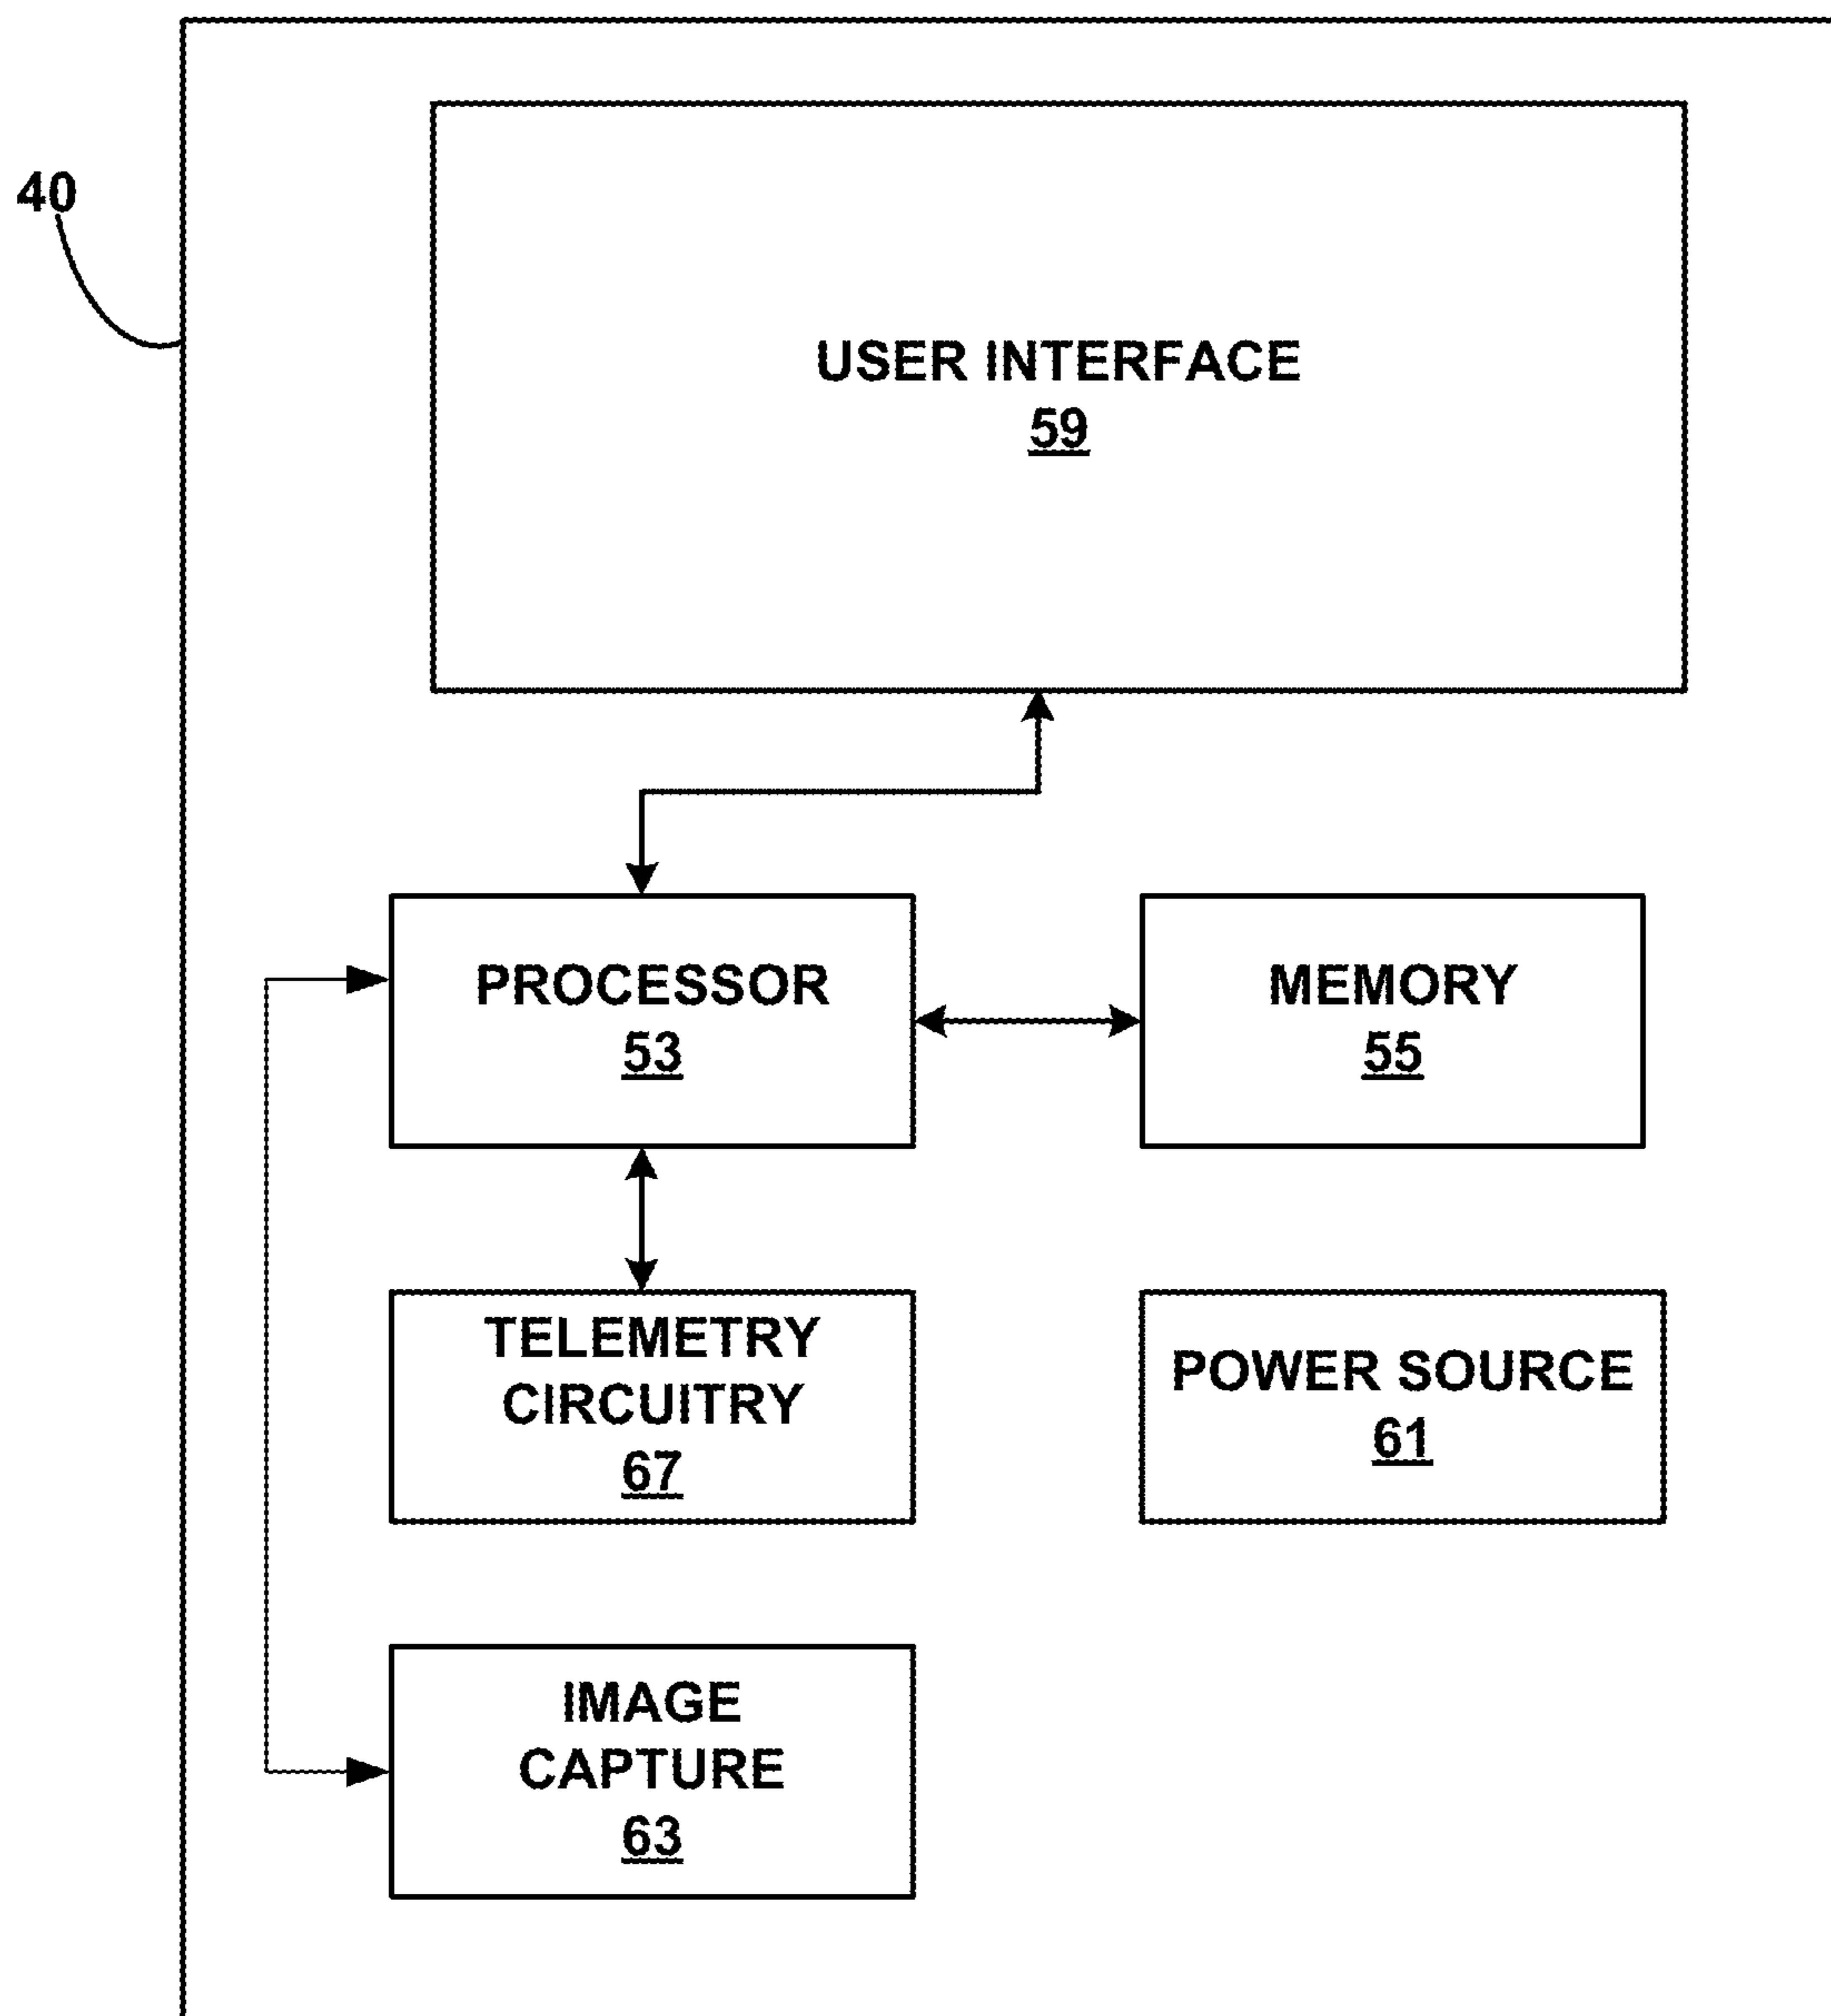 40
USER INTERFACE
59
PROCESSOR
53
MEMORY
55
TELEMETRY
CIRCUITRY
67
POWER SOURCE
61
IMAGE
CAPTURE
63